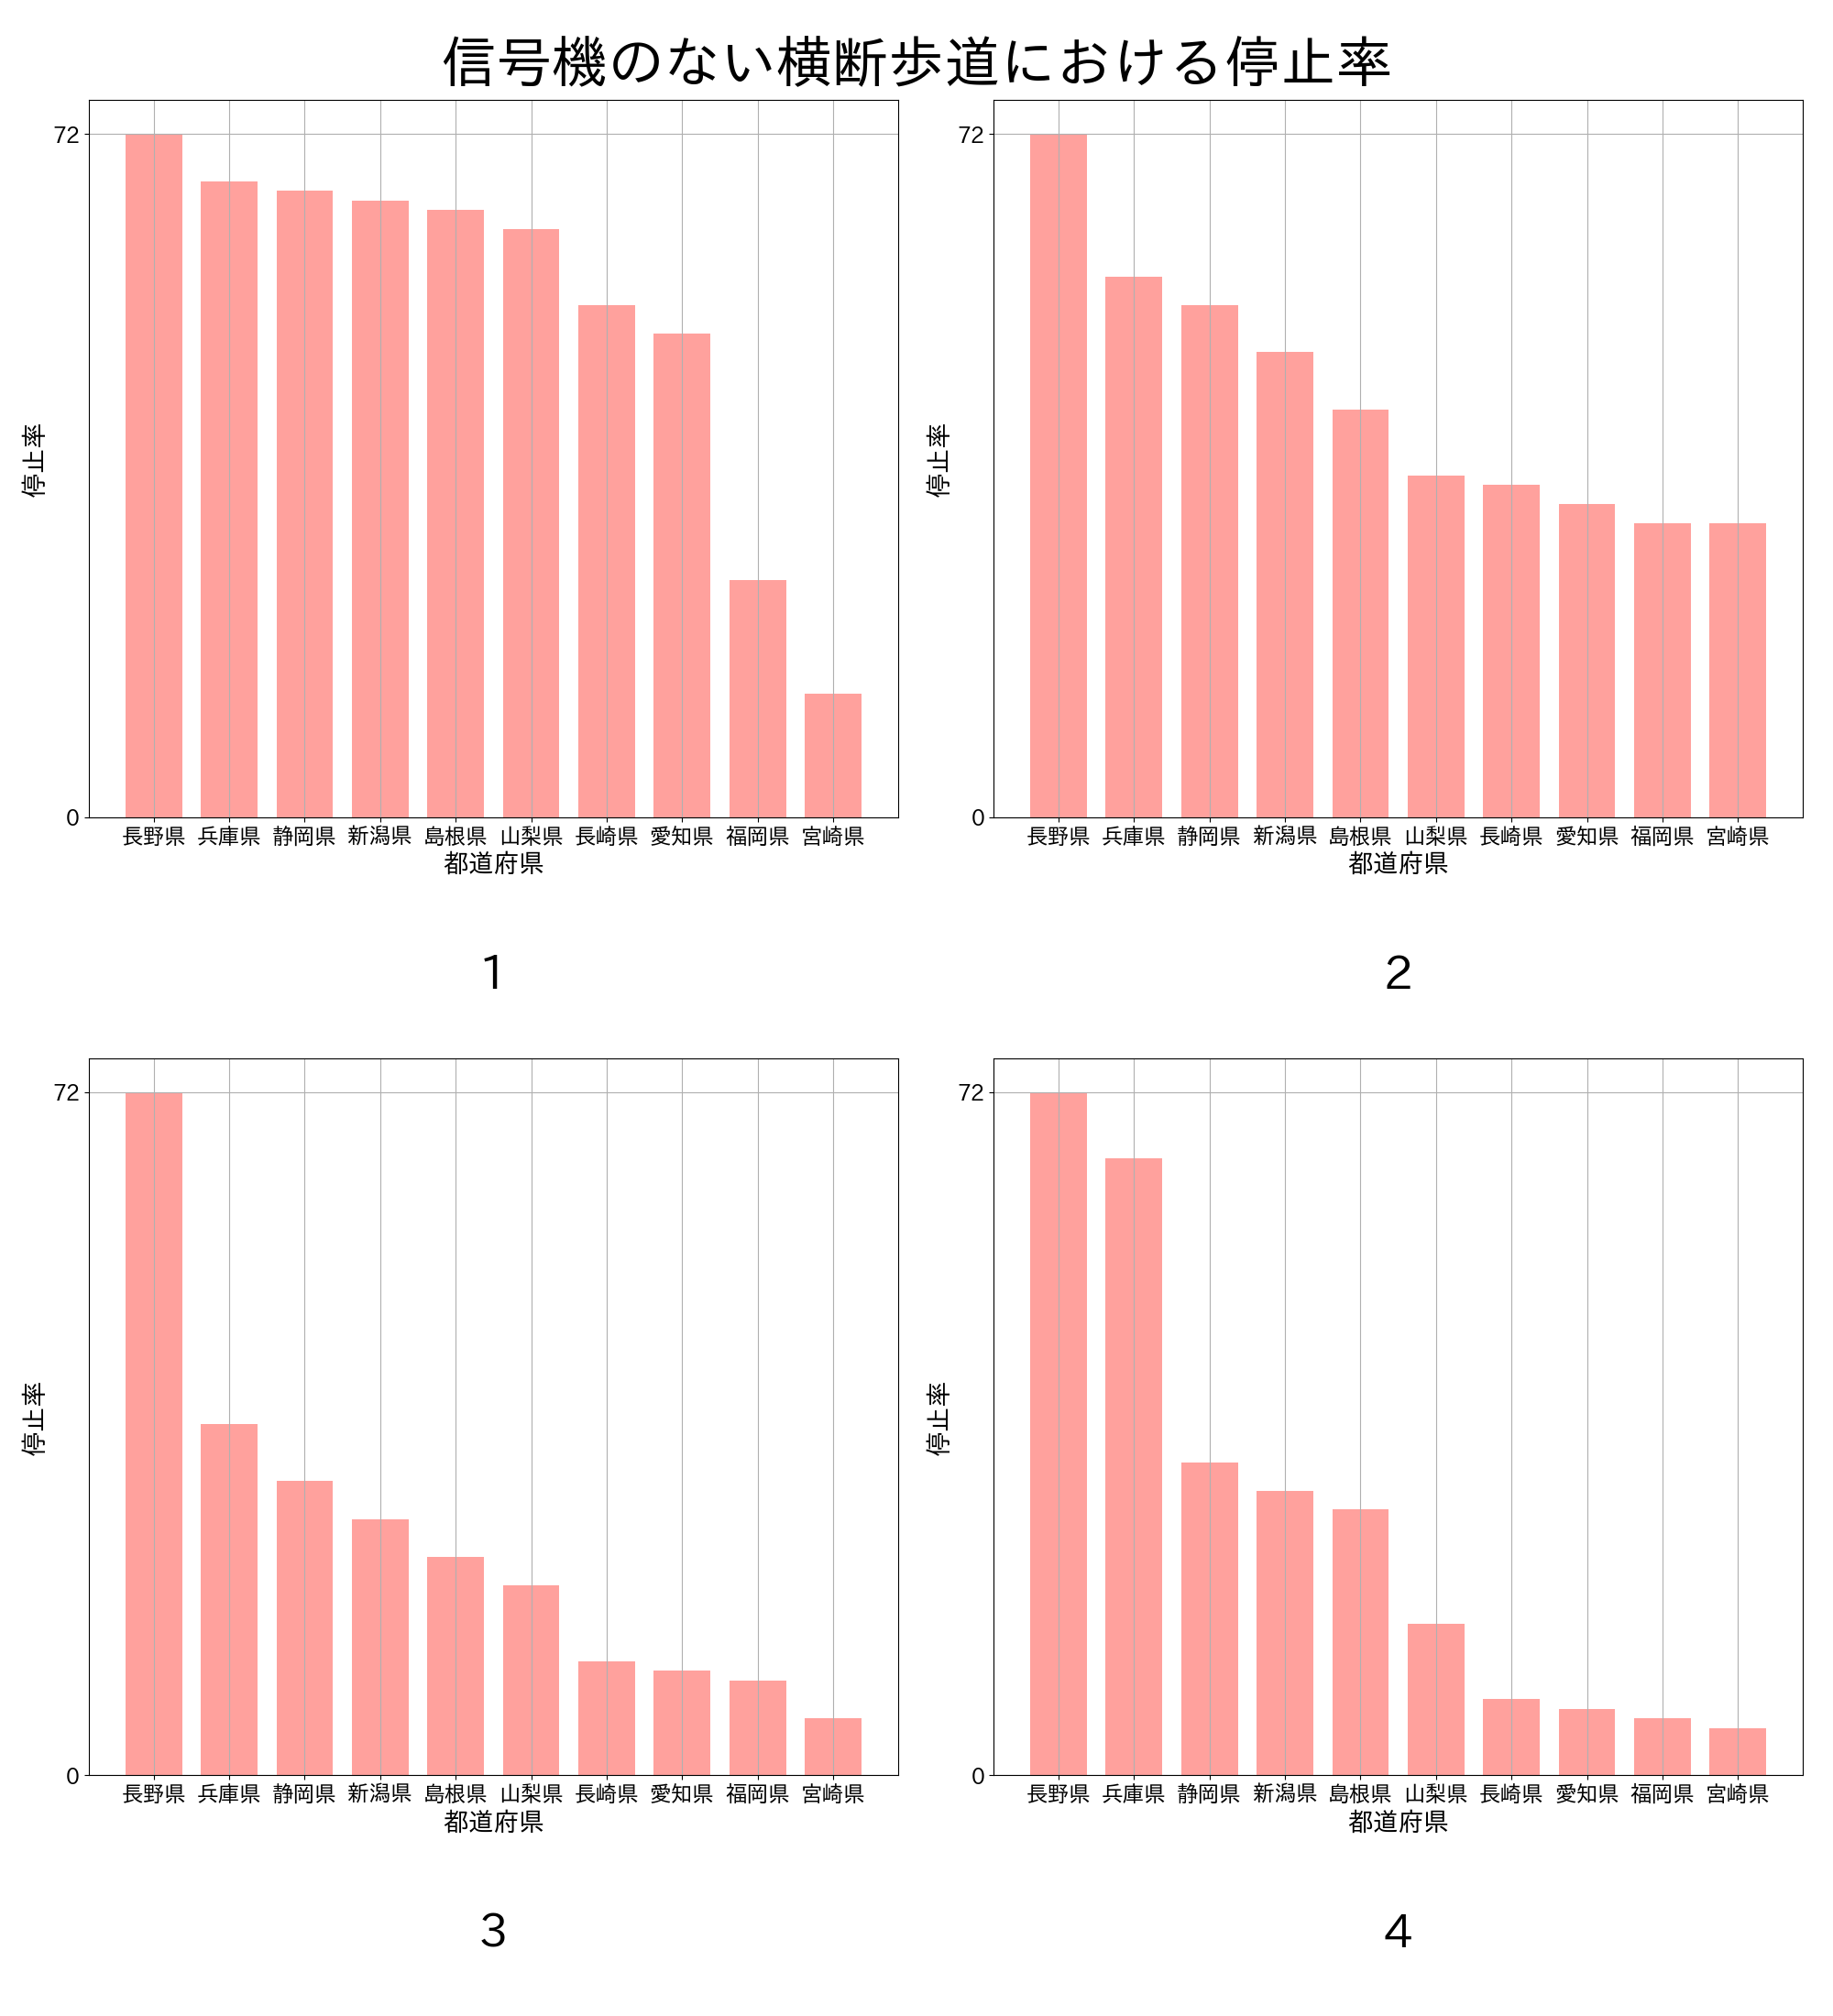 信号機のない横断歩道における停止率
72
0
停止率
長野県 兵庫県 静岡県 新潟県 島根県 山梨県 長崎県 愛知県 福岡県 宮崎県
都道府県
1
72
0
停止率
長野県 兵庫県 静岡県 新潟県 島根県 山梨県 長崎県 愛知県 福岡県 宮崎県
都道府県
2
72
0
停止率
長野県 兵庫県 静岡県 新潟県 島根県 山梨県 長崎県 愛知県 福岡県 宮崎県
都道府県
3
72
0
停止率
長野県 兵庫県 静岡県 新潟県 島根県 山梨県 長崎県 愛知県 福岡県 宮崎県
都道府県
4